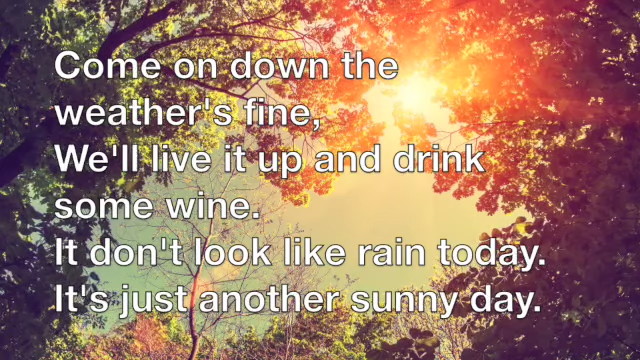 Come on down the
weather's fine,
We'll live it up and drink
some wine.
It don't look like rain today.
It's just another sunny day.